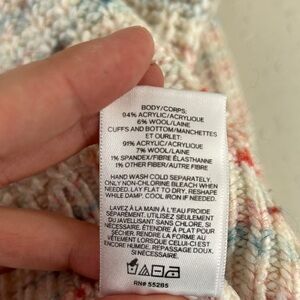 BODY/CORPS:
94% ACRYLIC/ACRYLIQUE
6% WOOL/LAINE
CUFFS AND BOTTOM/MANCHETTES
ET OURLET:
91% ACRYLIC/ACRYLIQUE
7% WOOL/LAINE
1% SPANDEX/FIBRE ÉLASTHANNE
1% OTHER FIBER/AUTRE FIBRE
HAND WASH COLD SEPARATELY.
ONLY NON-CHLORINE BLEACH WHEN
NEEDED. LAY FLAT TO DRY, RESHAPE
WHILE DAMP. COOL IRON IF NEEDED.
LAVEZ À LA MAIN À L'EAU FROIDE
SÉPARÉMENT. UTILISEZ SEULEMENT
DU JAVELLISANT SANS CHLORE, SI
NÉCESSAIRE. ÉTENDRE À PLAT POUR
SÉCHER. RENDRE LA FORME AU
VÊTEMENT LORSQUE CELUI-CI EST
ENCORE HUMIDE. REPASSAGE DOUX,
SI NÉCESSAIRE.
RN# 55285